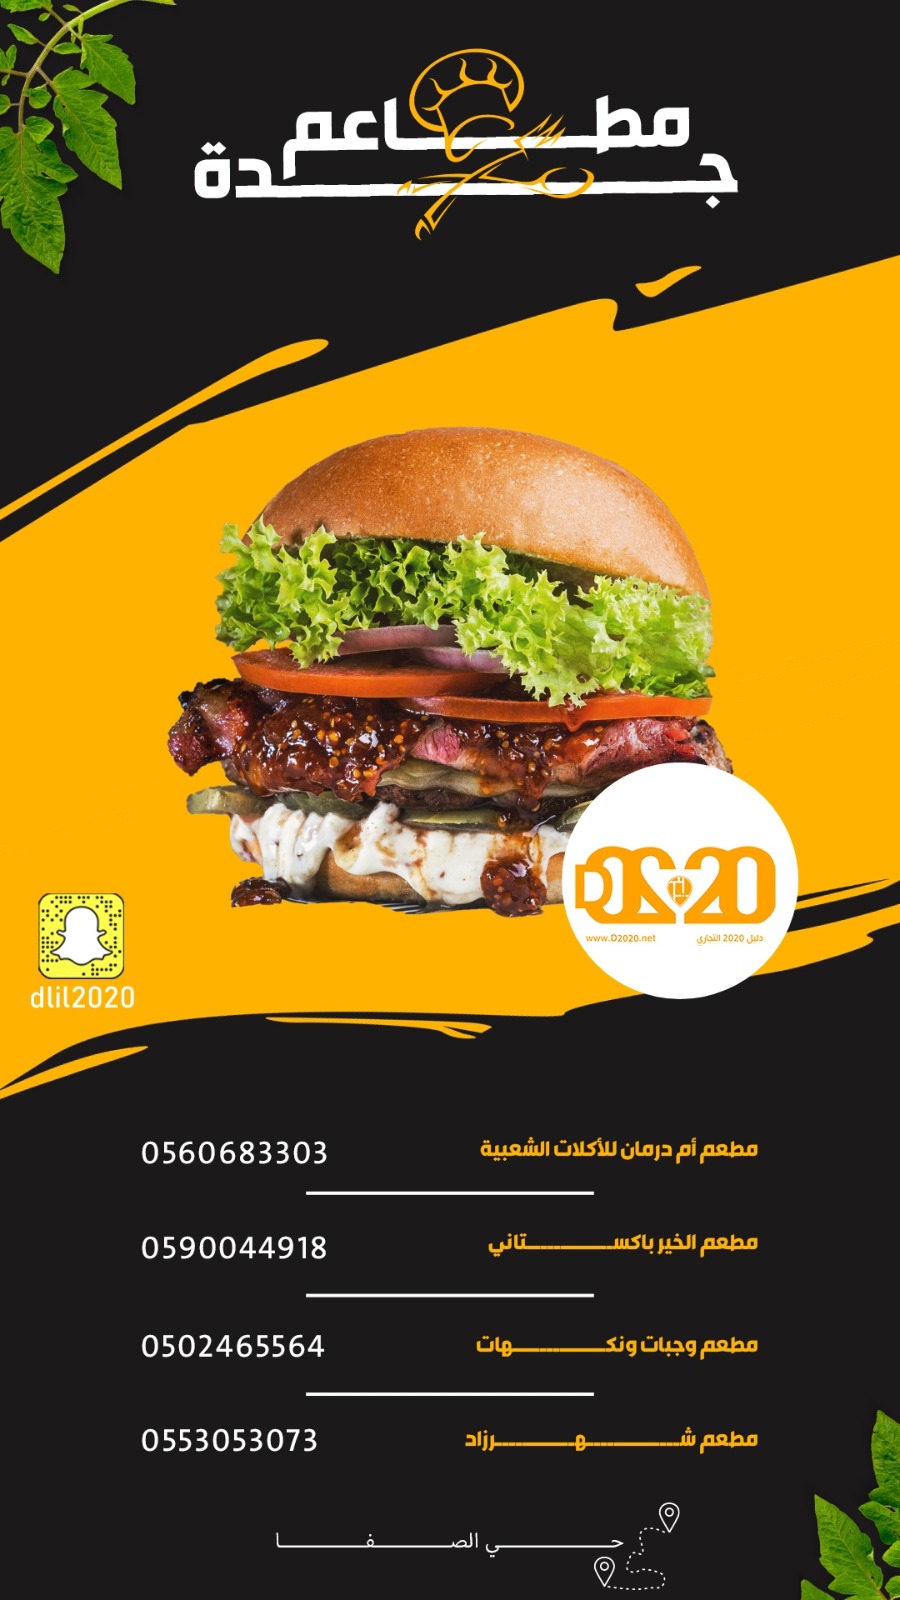 مطاعم
جدة
D2020
www.D2020.net دليل 2020 التجاري
dlil2020
مطعم أم درمان للأكلات الشعبية 0560683303
مطعم الخير باكستاني 0590044918
مطعم وجبات ونكهات 0502465564
مطعم شهرزاد 0553053073
حي الصفا